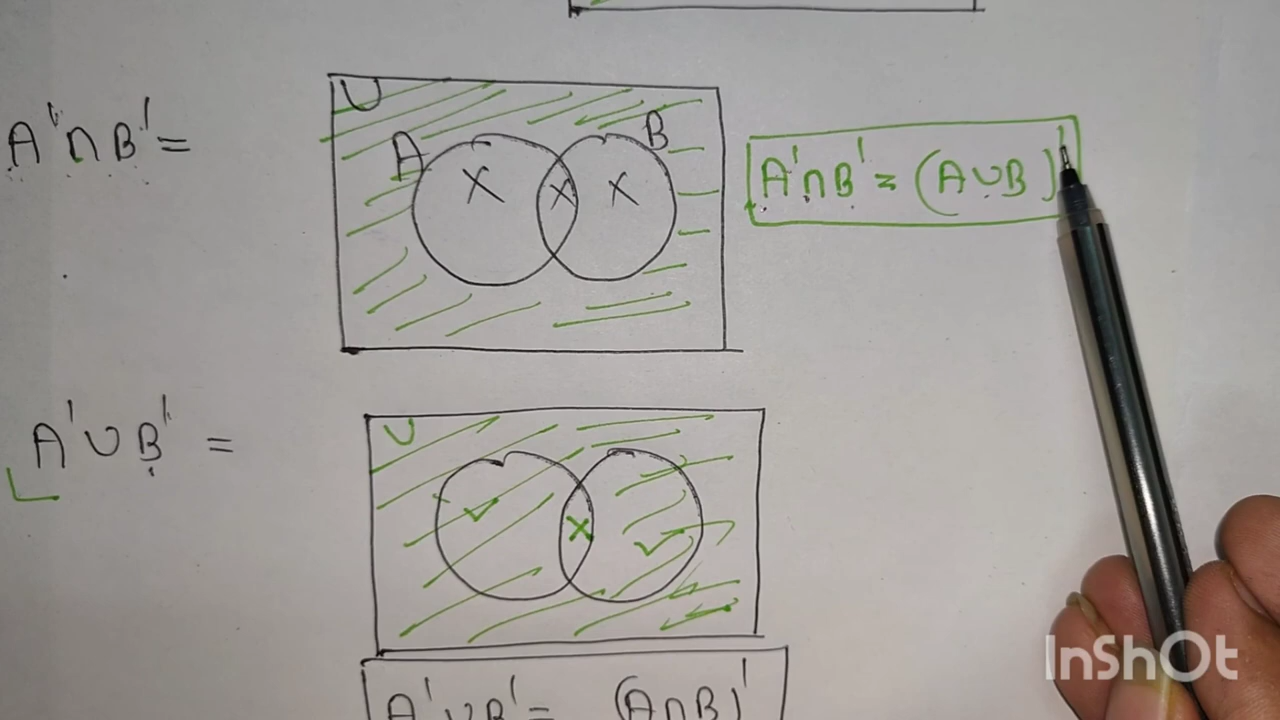 A'∩B' =
U
A
B
A'∩B' = (A∪B)'
A'∪B' =
U
A'∪B' = (A∩B)'
InShOt